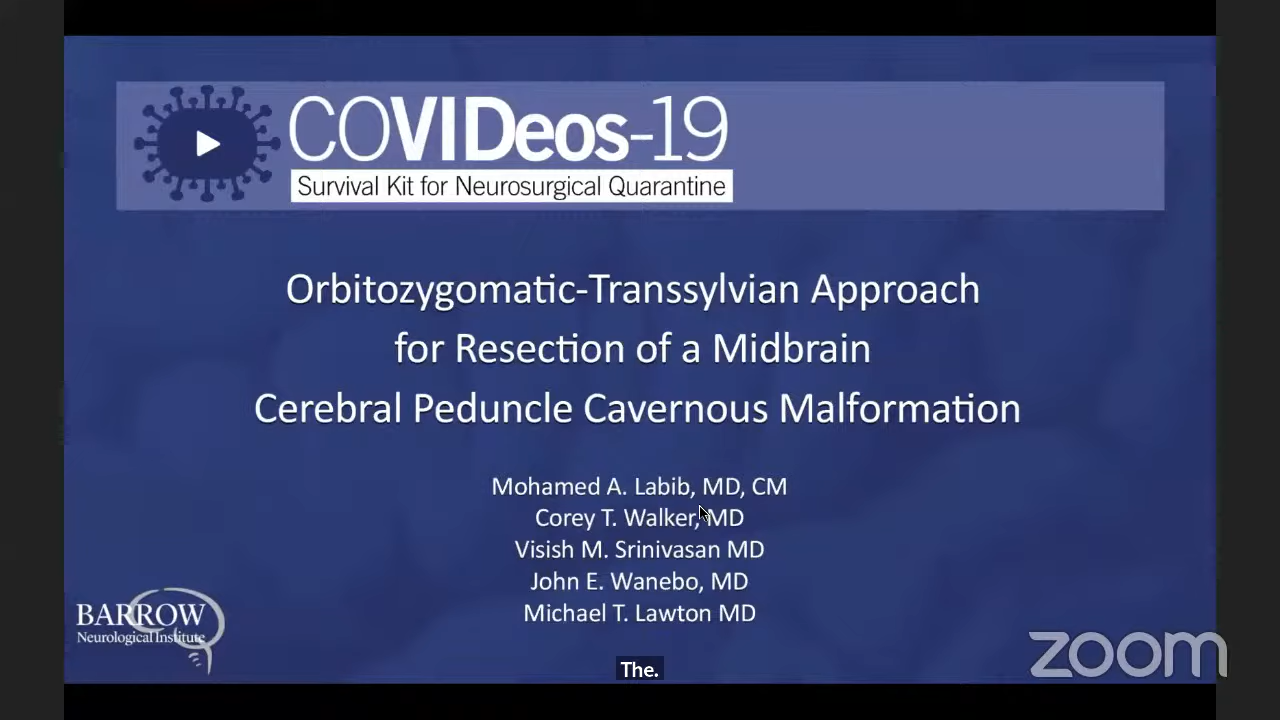 COVIDeos-19
Survival Kit for Neurosurgical Quarantine
Orbitozygomatic-Transsylvian Approach
for Resection of a Midbrain
Cerebral Peduncle Cavernous Malformation
Mohamed A. Labib, MD, CM
Corey T. Walker, MD
Visish M. Srinivasan MD
John E. Wanebo, MD
Michael T. Lawton MD
BARROW
Neurological Institute
zoom
The.